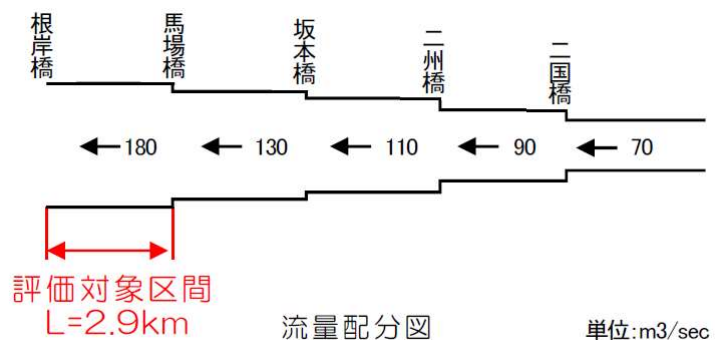 根岸橋
馬場橋
坂本橋
二州橋
二国橋
180
130
110
90
70
評価対象区間
L=2.9km
流量配分図
単位:m3/sec